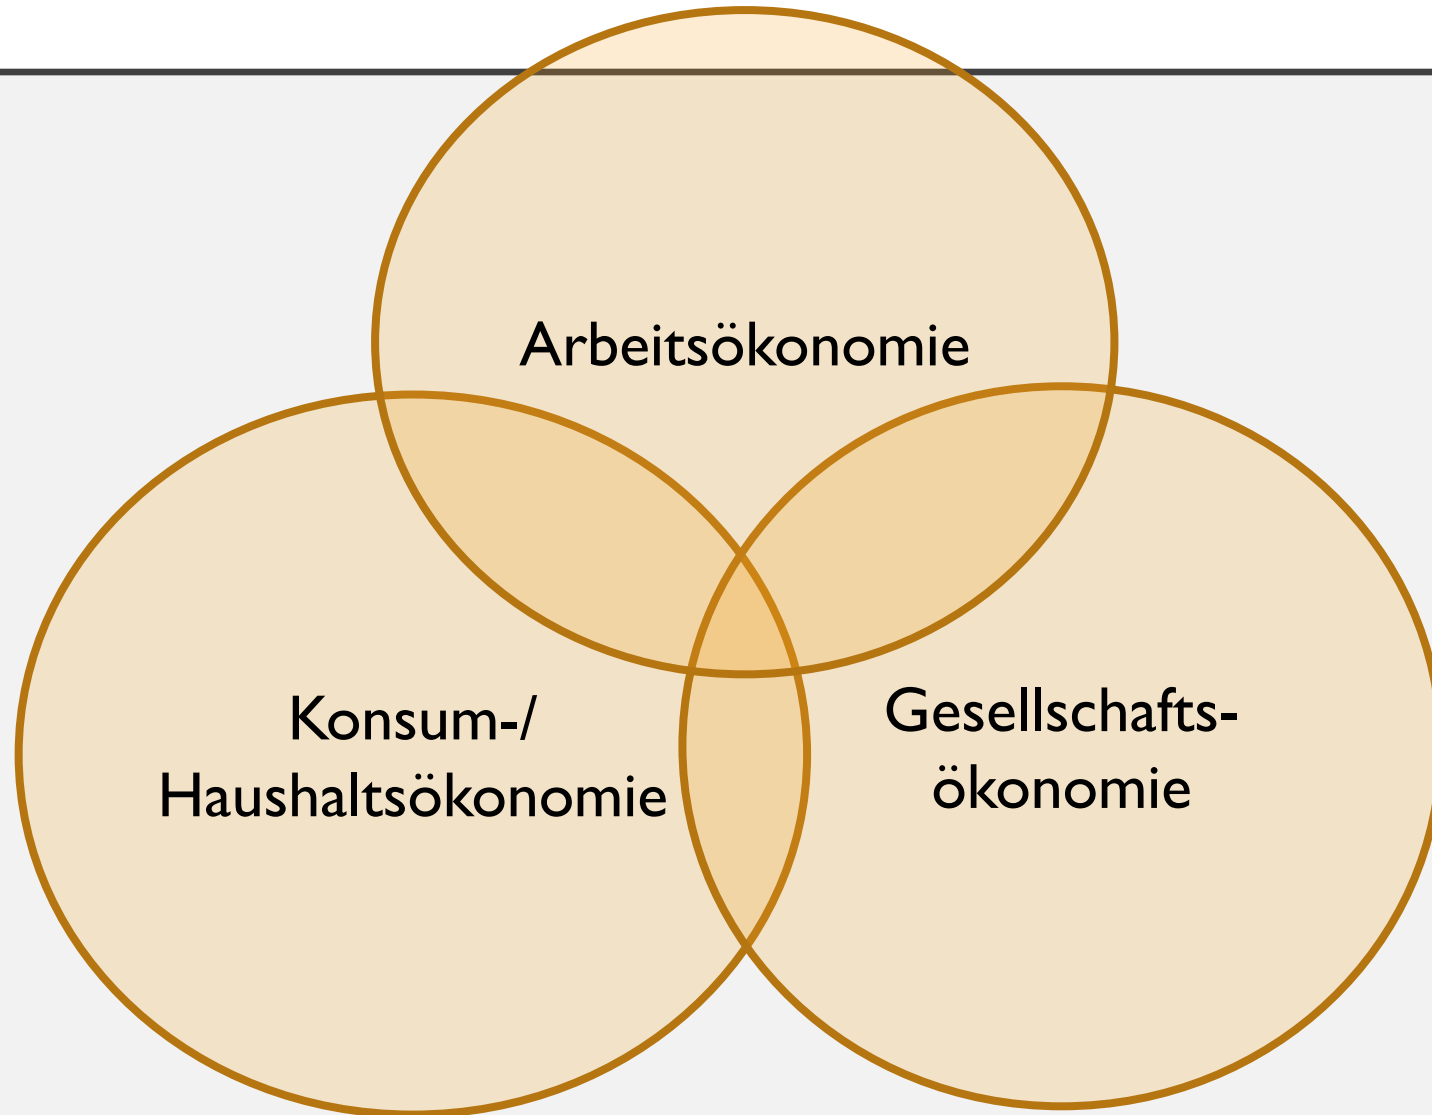 Arbeitsökonomie
Konsum-/
Haushaltsökonomie
Gesellschafts-
ökonomie